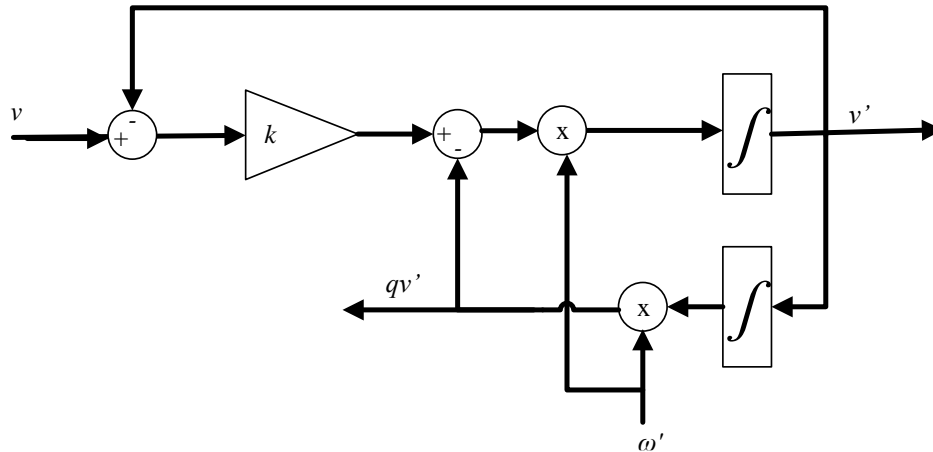 v
-
+
k
+
-
x
∫
v’
qv’
x
∫
ω'